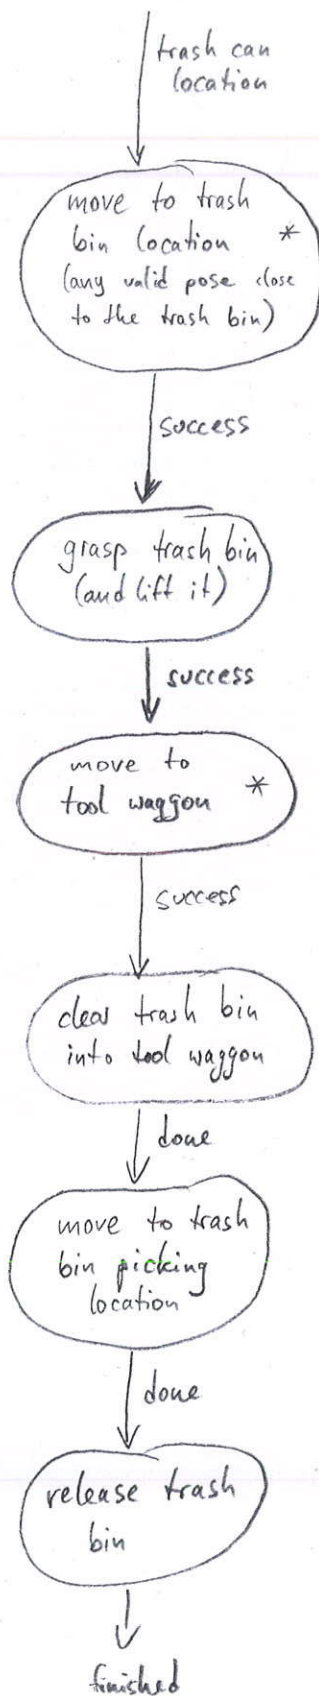 trash can
location
move to trash
bin location *
(any valid pose close
to the trash bin)
success
grasp trash bin
(and lift it)
success
move to
tool waggon *
success
clear trash bin
into tool waggon
done
move to trash
bin picking
location
done
release trash
bin
finished